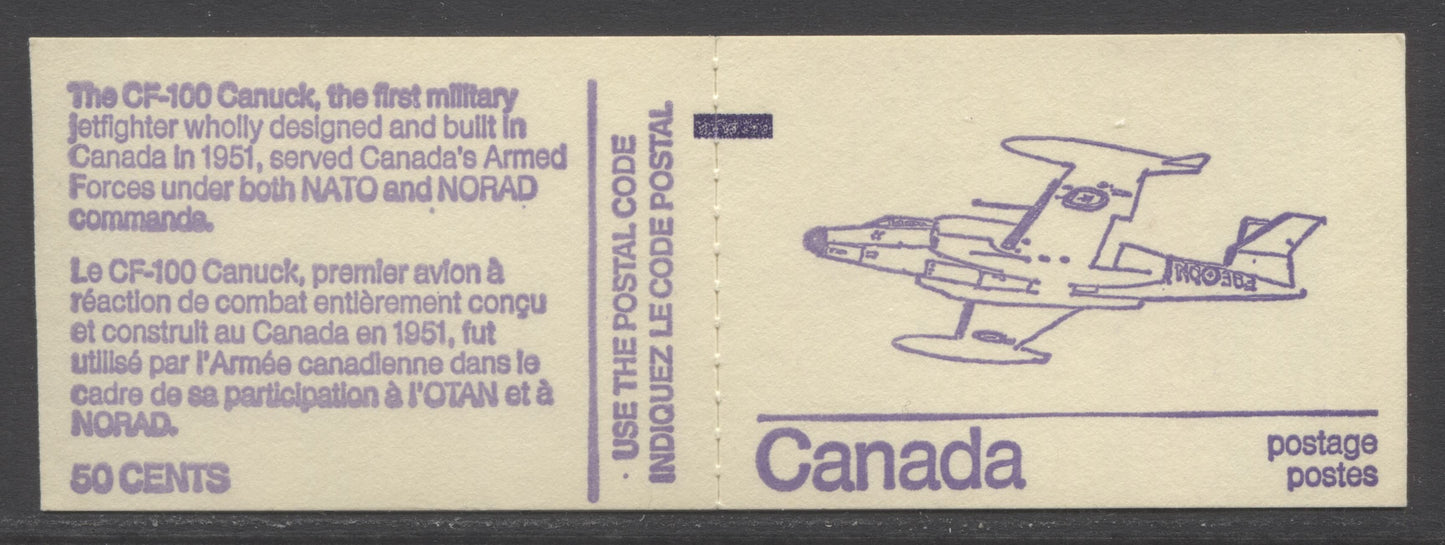 The CF-100 Canuck, the first military
jetfighter wholly designed and built in
Canada in 1951, served Canada's Armed
Forces under both NATO and NORAD
commands.
Le CF-100 Canuck, premier avion à
réaction de combat entièrement conçu
et construit au Canada en 1951, fut
utilisé par l'Armée canadienne dans le
cadre de sa participation à l'OTAN et à
NORAD.
50 CENTS
USE THE POSTAL CODE
INDIQUEZ LE CODE POSTAL
Canada
postage
postes